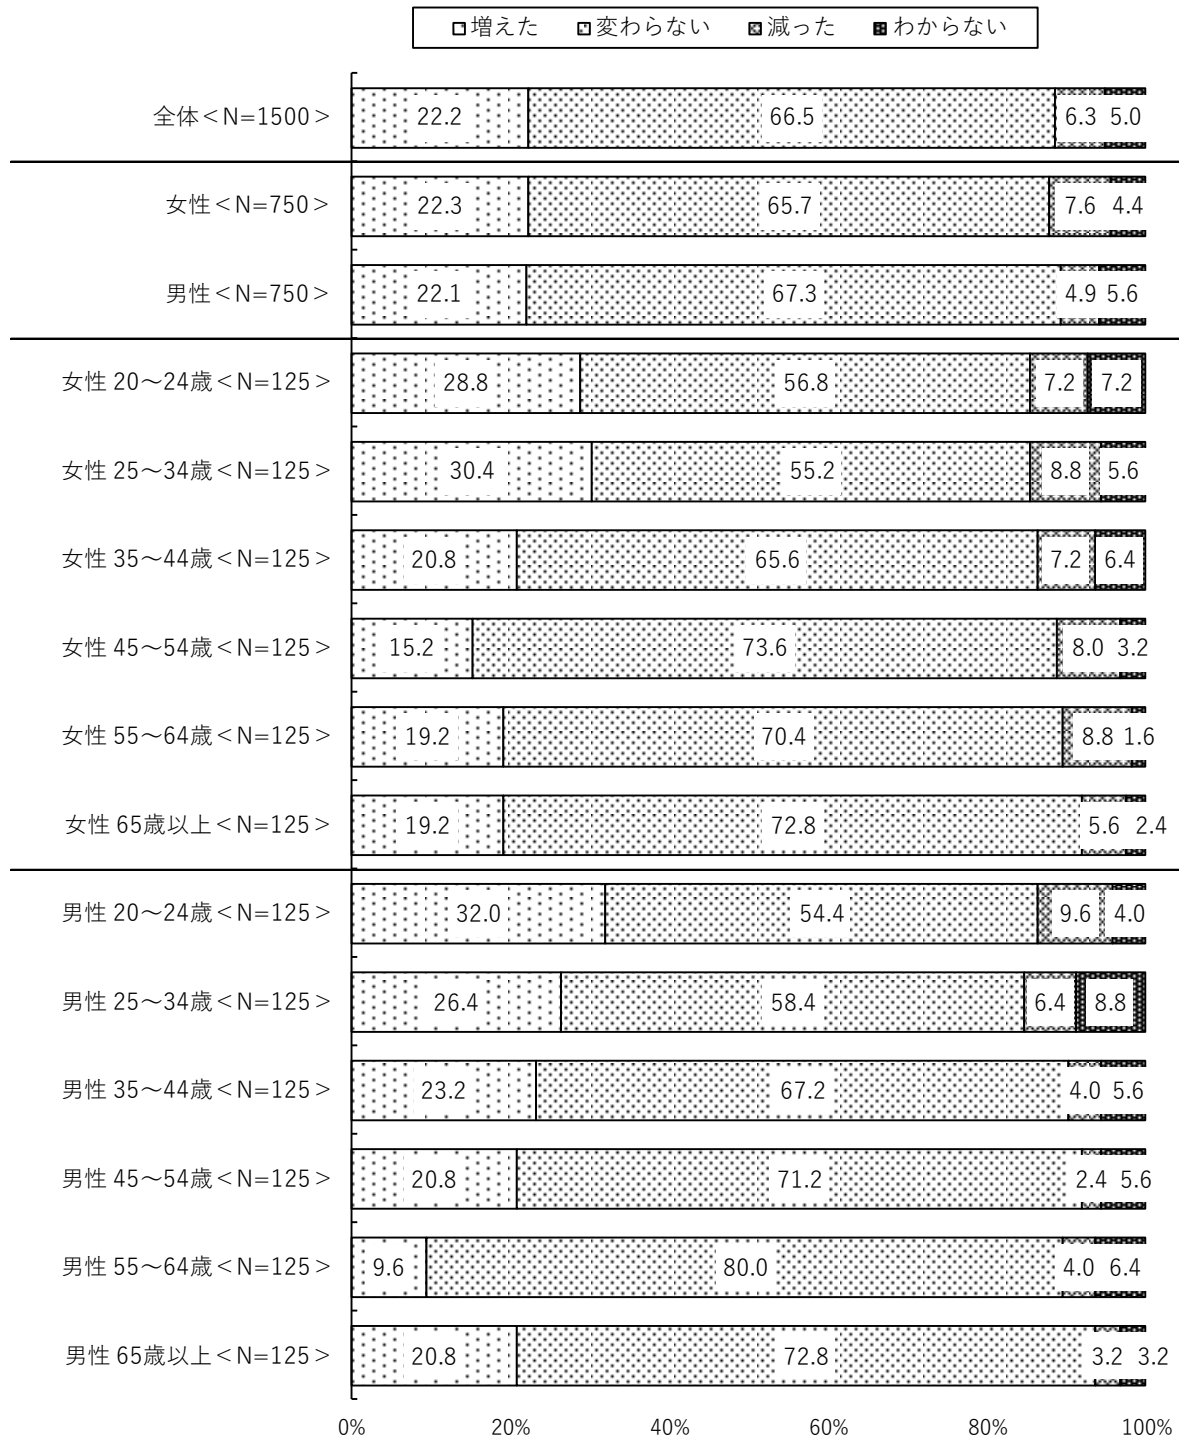 増えた 変わらない 減った わからない
全体＜N=1500＞ 22.2 66.5 6.3 5.0
女性＜N=750＞ 22.3 65.7 7.6 4.4
男性＜N=750＞ 22.1 67.3 4.9 5.6
女性 20～24歳＜N=125＞ 28.8 56.8 7.2 7.2
女性 25～34歳＜N=125＞ 30.4 55.2 8.8 5.6
女性 35～44歳＜N=125＞ 20.8 65.6 7.2 6.4
女性 45～54歳＜N=125＞ 15.2 73.6 8.0 3.2
女性 55～64歳＜N=125＞ 19.2 70.4 8.8 1.6
女性 65歳以上＜N=125＞ 19.2 72.8 5.6 2.4
男性 20～24歳＜N=125＞ 32.0 54.4 9.6 4.0
男性 25～34歳＜N=125＞ 26.4 58.4 6.4 8.8
男性 35～44歳＜N=125＞ 23.2 67.2 4.0 5.6
男性 45～54歳＜N=125＞ 20.8 71.2 2.4 5.6
男性 55～64歳＜N=125＞ 9.6 80.0 4.0 6.4
男性 65歳以上＜N=125＞ 20.8 72.8 3.2 3.2
0% 20% 40% 60% 80% 100%